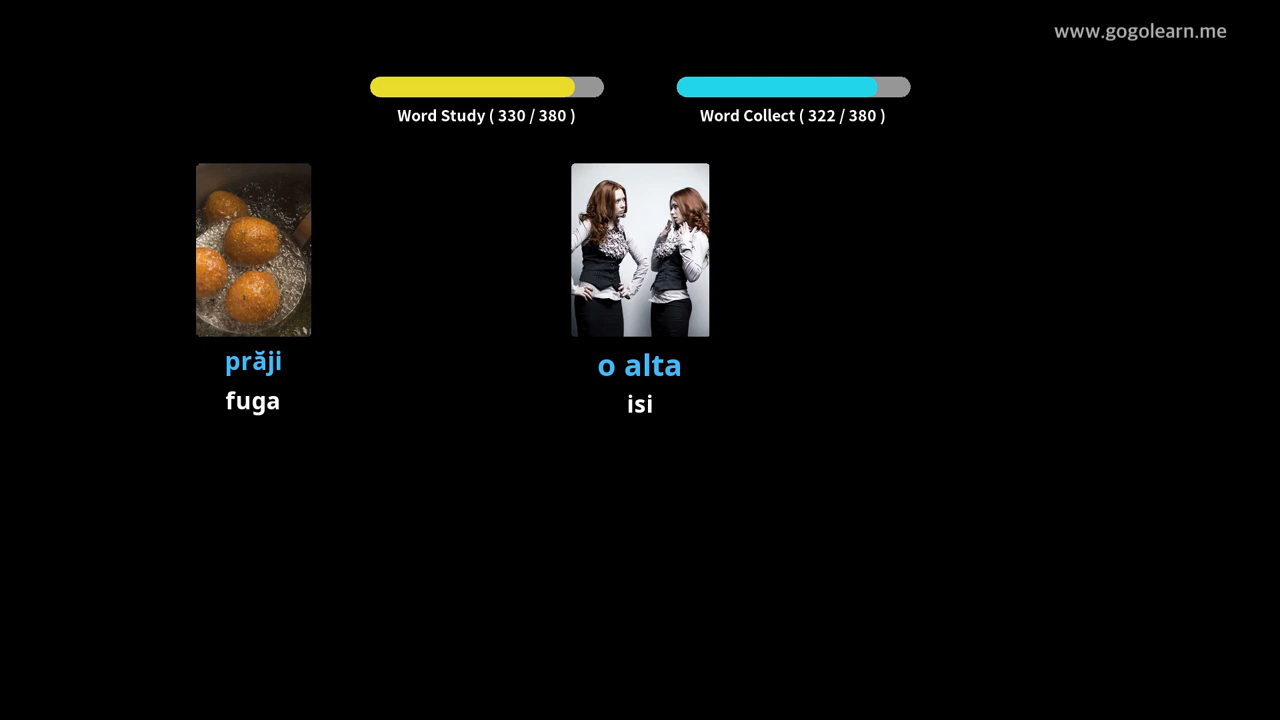 www.gogolearn.me
Word Study ( 330 / 380 )
Word Collect ( 322 / 380 )
prăji
fuga
o alta
isi